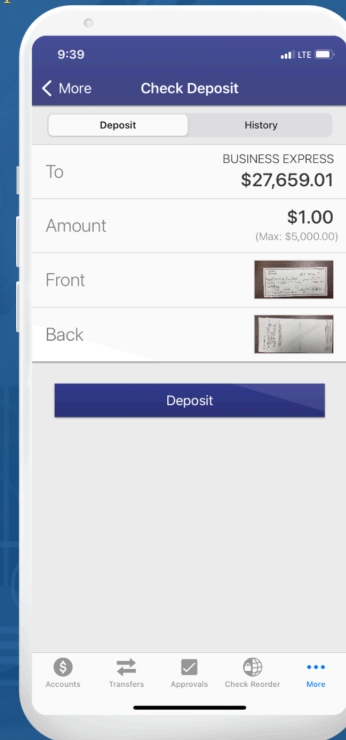 9:39
LTE
More
Check Deposit
Deposit
History
To
BUSINESS EXPRESS
$27,659.01
Amount
$1.00
(Max: $5,000.00)
Front
Back
Deposit
Accounts
Transfers
Approvals
Check Reorder
More